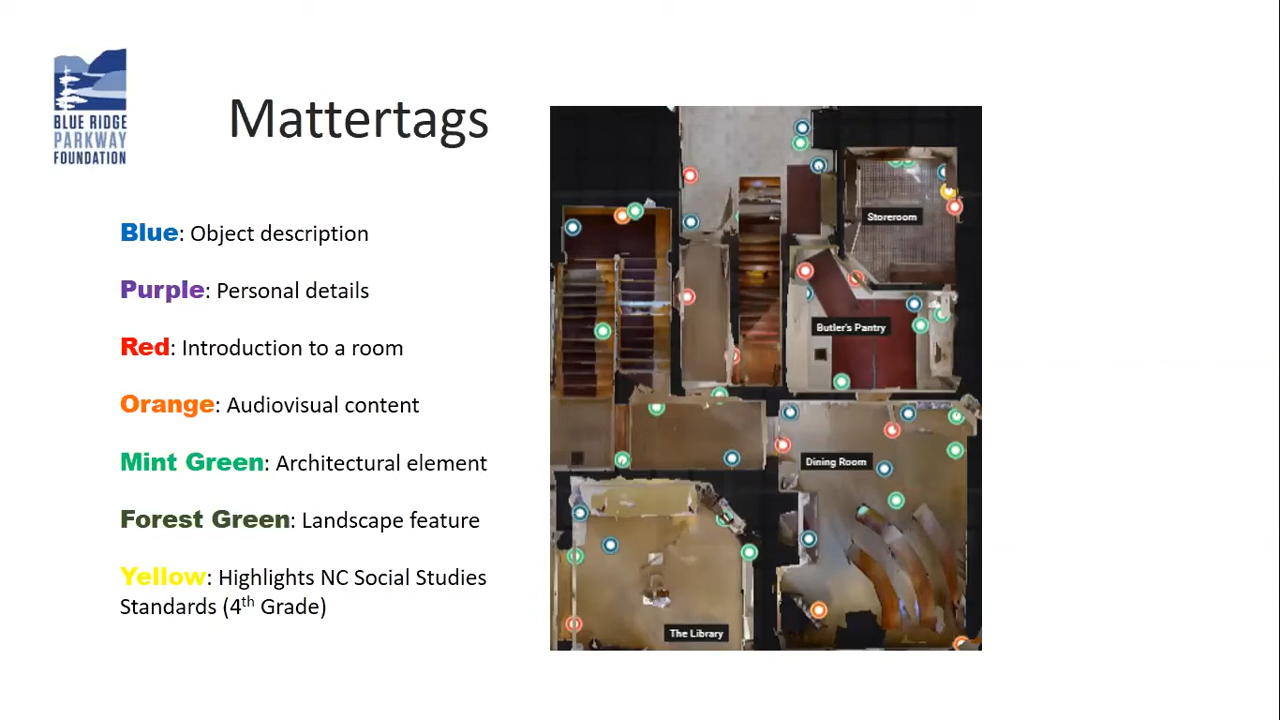 BLUE RIDGE
PARKWAY
FOUNDATION
Mattertags
Blue: Object description
Purple: Personal details
Red: Introduction to a room
Orange: Audiovisual content
Mint Green: Architectural element
Forest Green: Landscape feature
Yellow: Highlights NC Social Studies
Standards (4th Grade)
Storeroom
Butler's Pantry
Dining Room
The Library